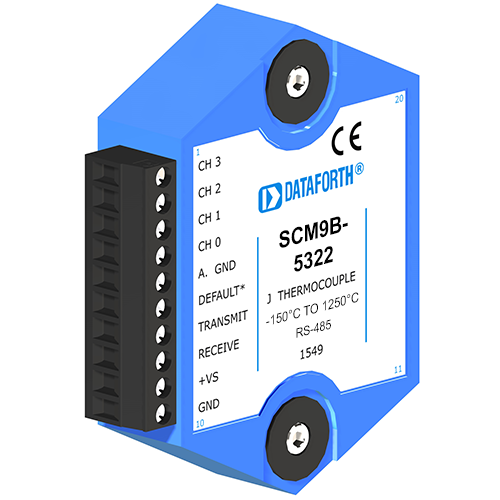 20
CE
1
CH 3
CH 2
CH 1
CH 0
A. GND
DEFAULT*
TRANSMIT
RECEIVE
+VS
GND
10
DATAFORTH®
SCM9B-
5322
J THERMOCOUPLE
-150°C TO 1250°C
RS-485
1549
11